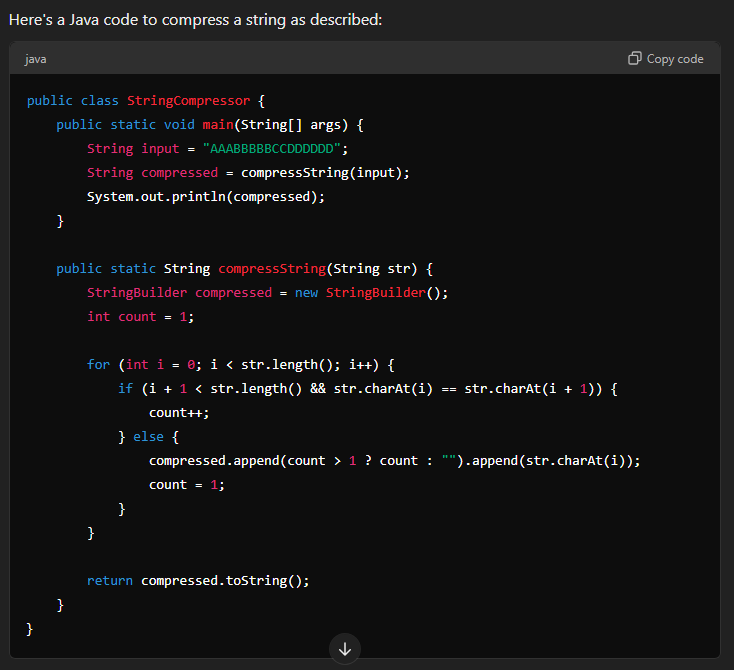 Here's a Java code to compress a string as described:
java
Copy code
public class StringCompressor {
    public static void main(String[] args) {
        String input = "AAABBBBBCCDDDDDD";
        String compressed = compressString(input);
        System.out.println(compressed);
    }
    public static String compressString(String str) {
        StringBuilder compressed = new StringBuilder();
        int count = 1;
        for (int i = 0; i < str.length(); i++) {
            if (i + 1 < str.length() && str.charAt(i) == str.charAt(i + 1)) {
                count++;
            } else {
                compressed.append(count > 1 ? count : "").append(str.charAt(i));
                count = 1;
            }
        }
        return compressed.toString();
    }
}